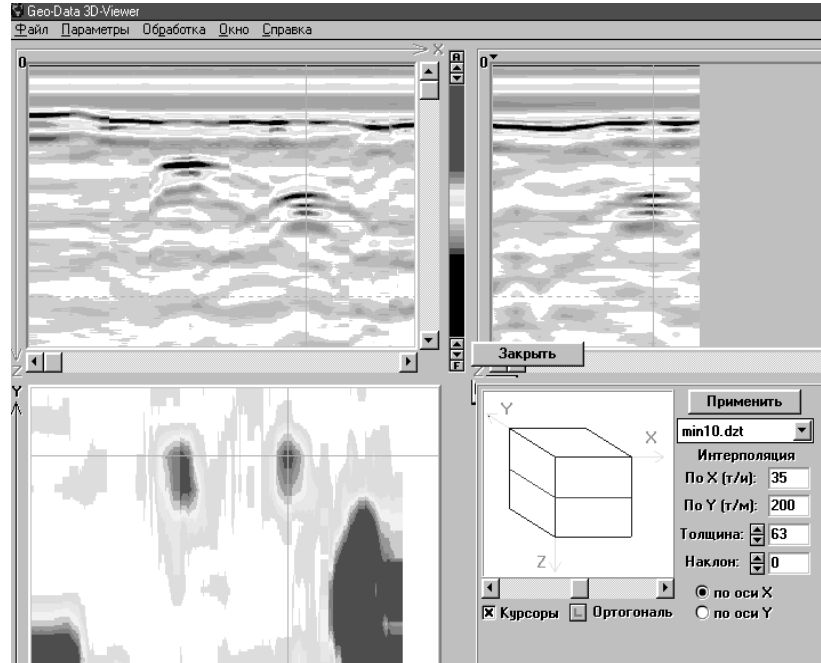 Geo-Data 3D-Viewer
Файл Параметры Обработка Окно Справка
> X
0
A
0
F
V
Z
Закрыть
Z
Y
Y
X
Z
Применить
min10.dzt
Интерполяция
По X (т/и): 35
По Y (т/м): 200
Толщина: 63
Наклон: 0
по оси X
Курсоры Ортогональ по оси Y